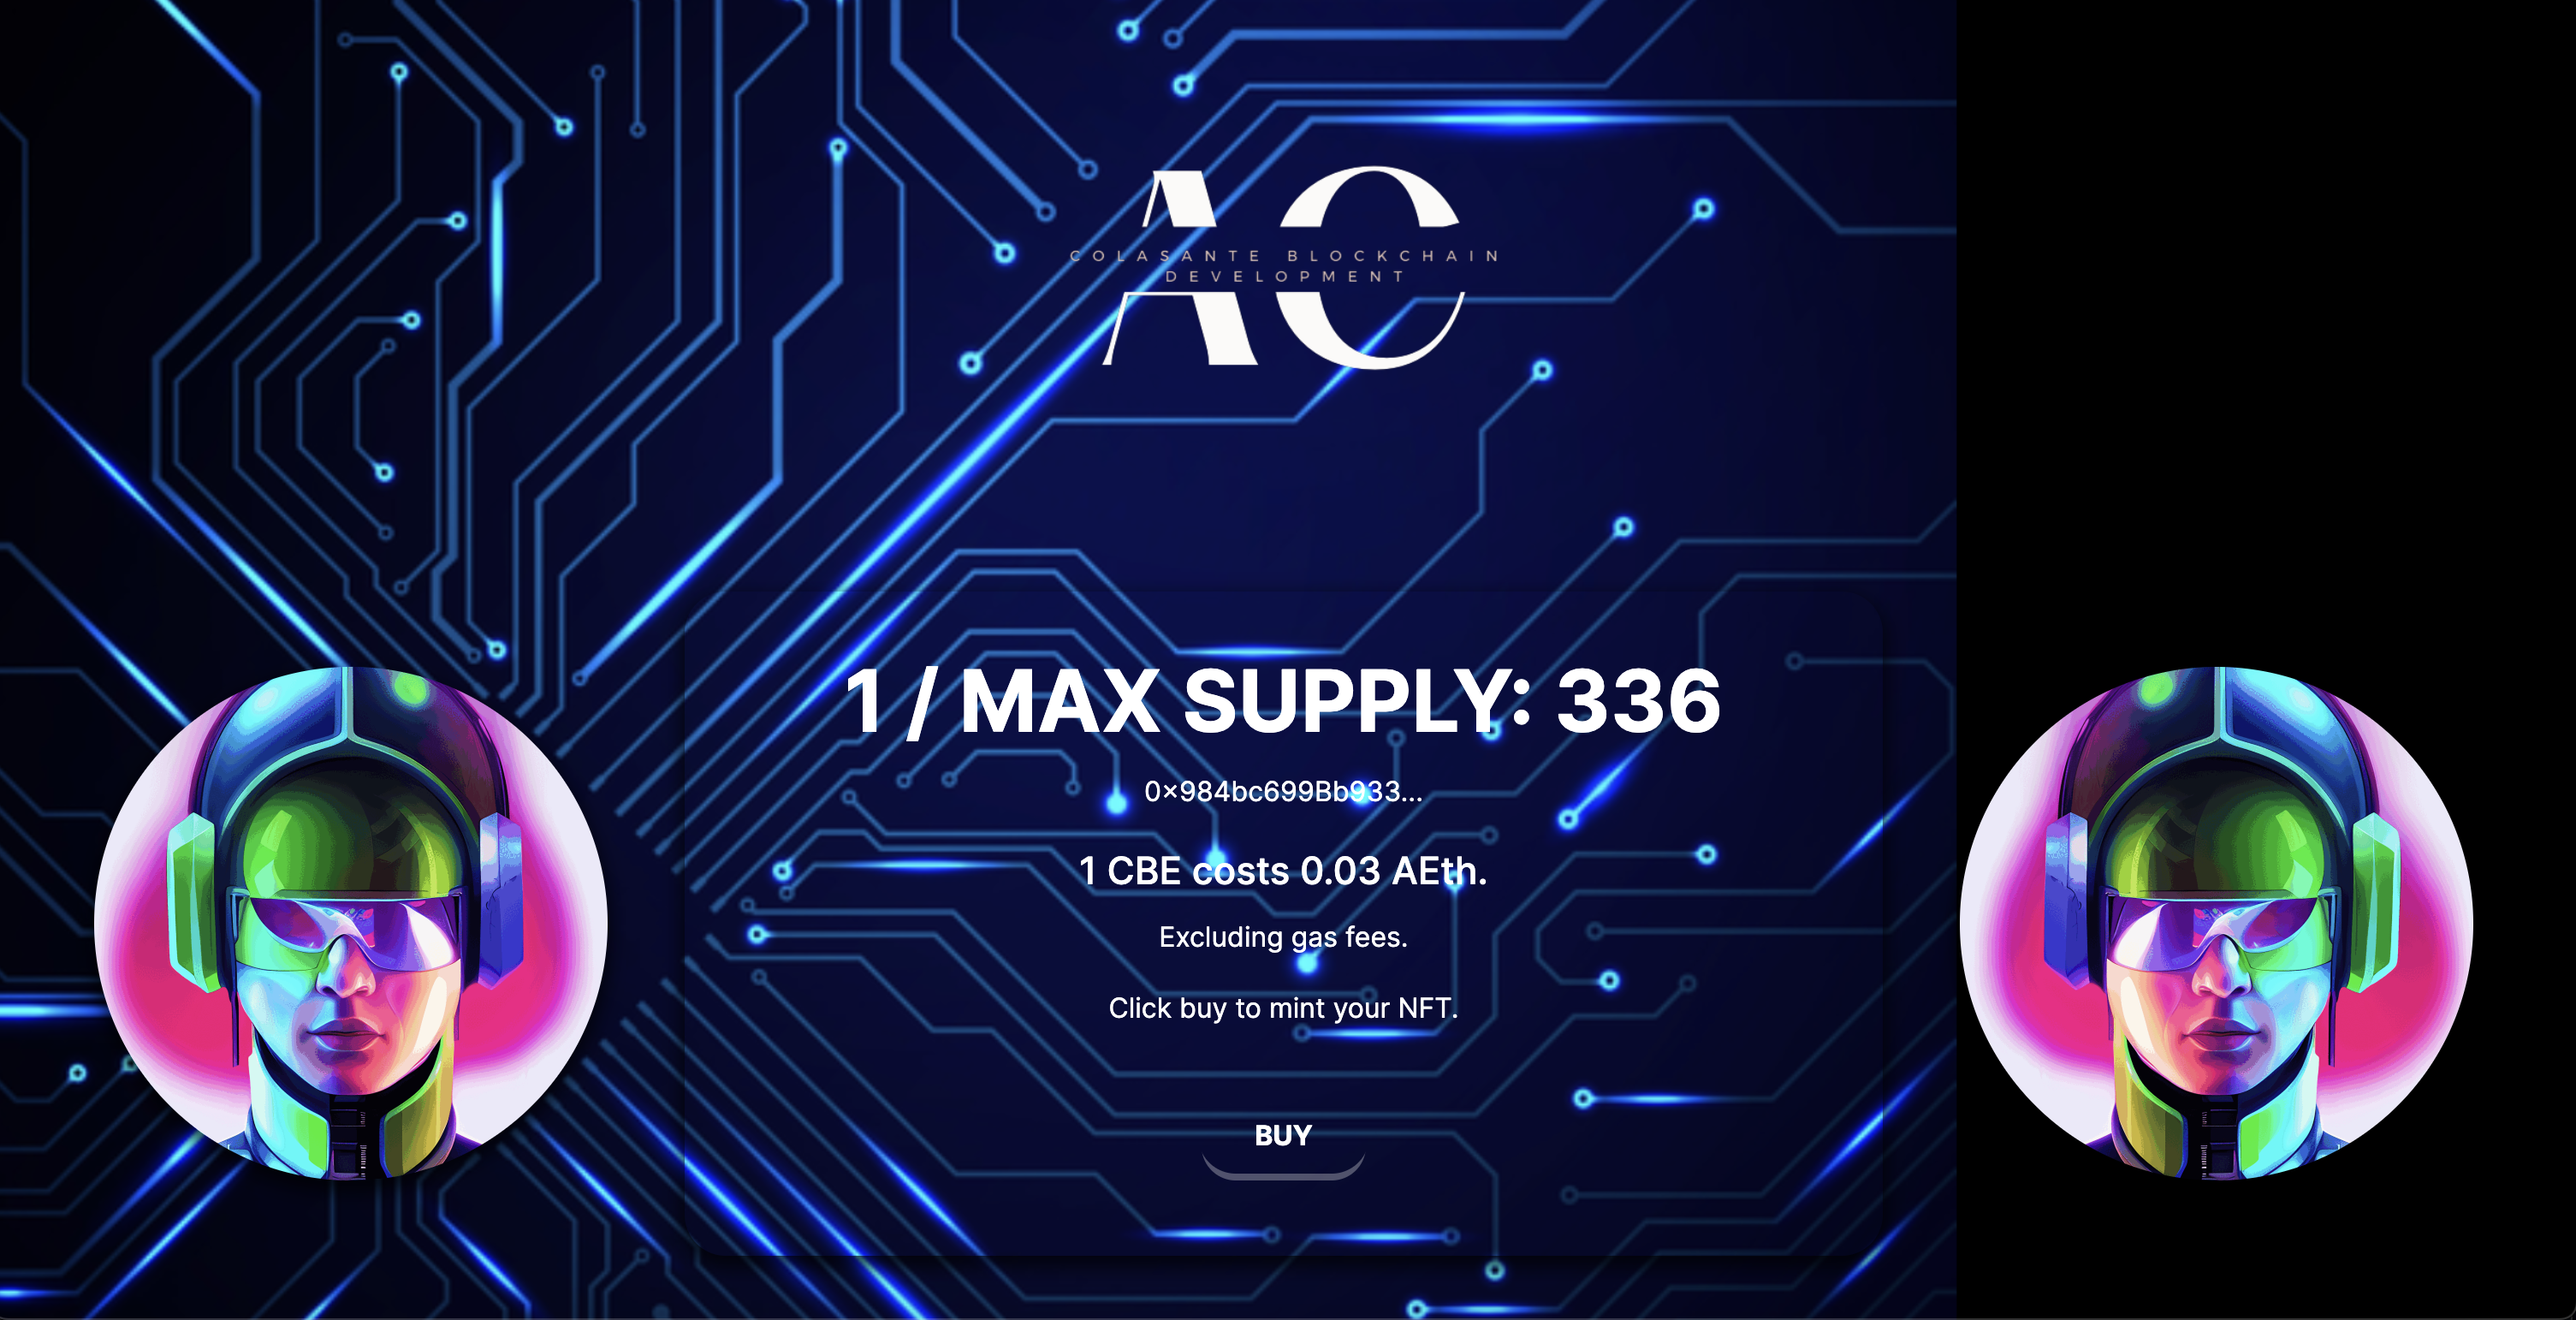 AC
COLASANTE BLOCKCHAIN
DEVELOPMENT
1 / MAX SUPPLY: 336
0x984bc699Bb933...
1 CBE costs 0.03 AEth.
Excluding gas fees.
Click buy to mint your NFT.
BUY